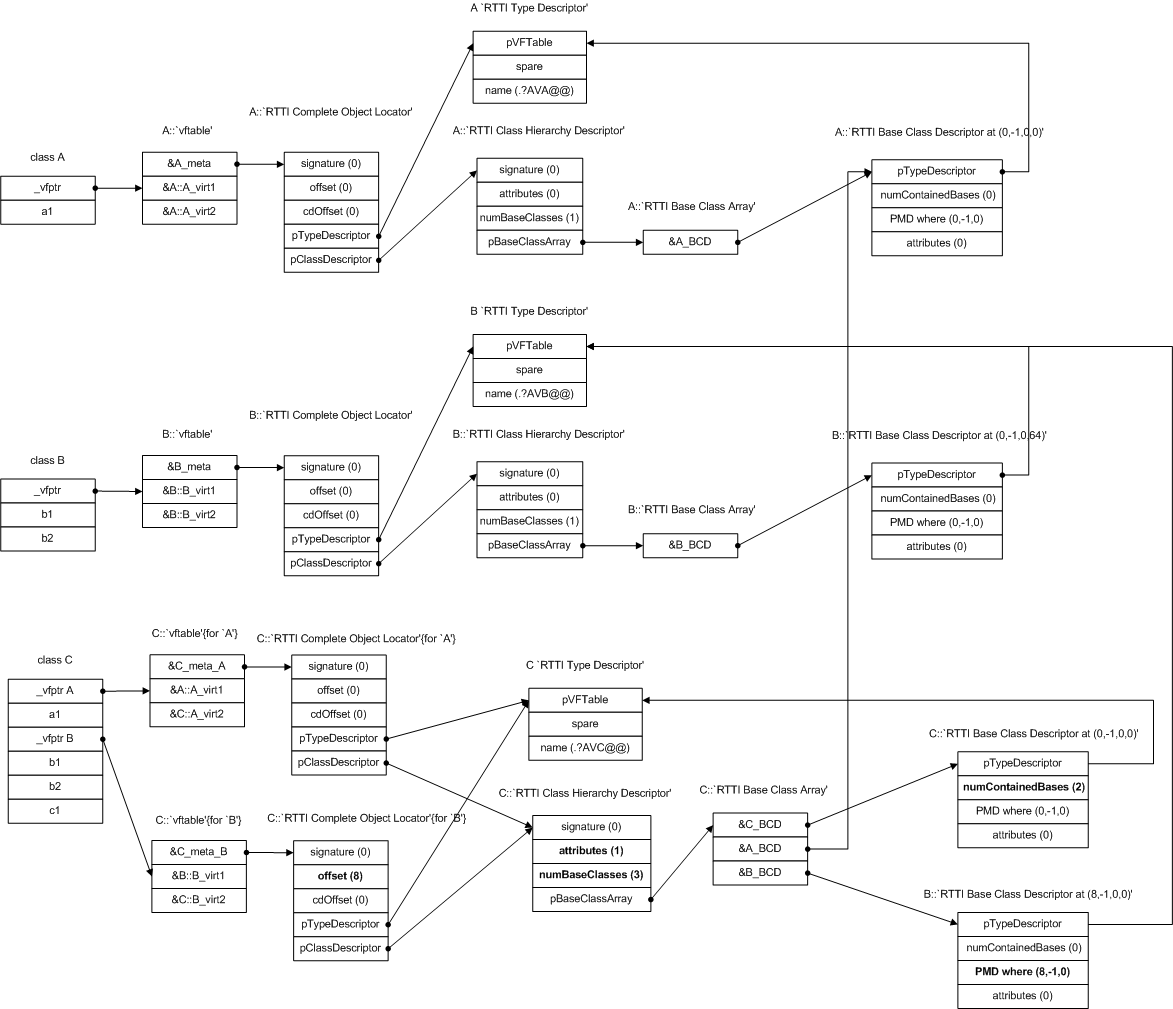 A `RTTI Type Descriptor'
pVFTable
spare
name (.?AVA@@)
A::`RTTI Complete Object Locator'
A::`vftable'
A::`RTTI Class Hierarchy Descriptor'
A::`RTTI Base Class Descriptor at (0,-1,0,0)'
class A
_vfptr
a1
&A_meta
&A::A_virt1
&A::A_virt2
signature (0)
offset (0)
cdOffset (0)
pTypeDescriptor
pClassDescriptor
signature (0)
attributes (0)
numBaseClasses (1)
pBaseClassArray
A::`RTTI Base Class Array'
&A_BCD
pTypeDescriptor
numContainedBases (0)
PMD where (0,-1,0)
attributes (0)
B `RTTI Type Descriptor'
pVFTable
spare
name (.?AVB@@)
B::`RTTI Complete Object Locator'
B::`vftable'
B::`RTTI Class Hierarchy Descriptor'
B::`RTTI Base Class Descriptor at (0,-1,0,64)'
class B
_vfptr
b1
b2
&B_meta
&B::B_virt1
&B::B_virt2
signature (0)
offset (0)
cdOffset (0)
pTypeDescriptor
pClassDescriptor
signature (0)
attributes (0)
numBaseClasses (1)
pBaseClassArray
B::`RTTI Base Class Array'
&B_BCD
pTypeDescriptor
numContainedBases (0)
PMD where (0,-1,0)
attributes (0)
C::`vftable'{for `A'}
C::`RTTI Complete Object Locator'{for `A'}
class C
_vfptr A
a1
_vfptr B
b1
b2
c1
&C_meta_A
&A::A_virt1
&C::A_virt2
signature (0)
offset (0)
cdOffset (0)
pTypeDescriptor
pClassDescriptor
C `RTTI Type Descriptor'
pVFTable
spare
name (.?AVC@@)
C::`RTTI Base Class Descriptor at (0,-1,0,0)'
pTypeDescriptor
numContainedBases (2)
PMD where (0,-1,0)
attributes (0)
C::`RTTI Class Hierarchy Descriptor'
C::`RTTI Base Class Array'
C::`vftable'{for `B'}
C::`RTTI Complete Object Locator'{for `B'}
&C_meta_B
&B::B_virt1
&C::B_virt2
signature (0)
offset (8)
cdOffset (0)
pTypeDescriptor
pClassDescriptor
signature (0)
attributes (1)
numBaseClasses (3)
pBaseClassArray
&C_BCD
&A_BCD
&B_BCD
B::`RTTI Base Class Descriptor at (8,-1,0,0)'
pTypeDescriptor
numContainedBases (0)
PMD where (8,-1,0)
attributes (0)